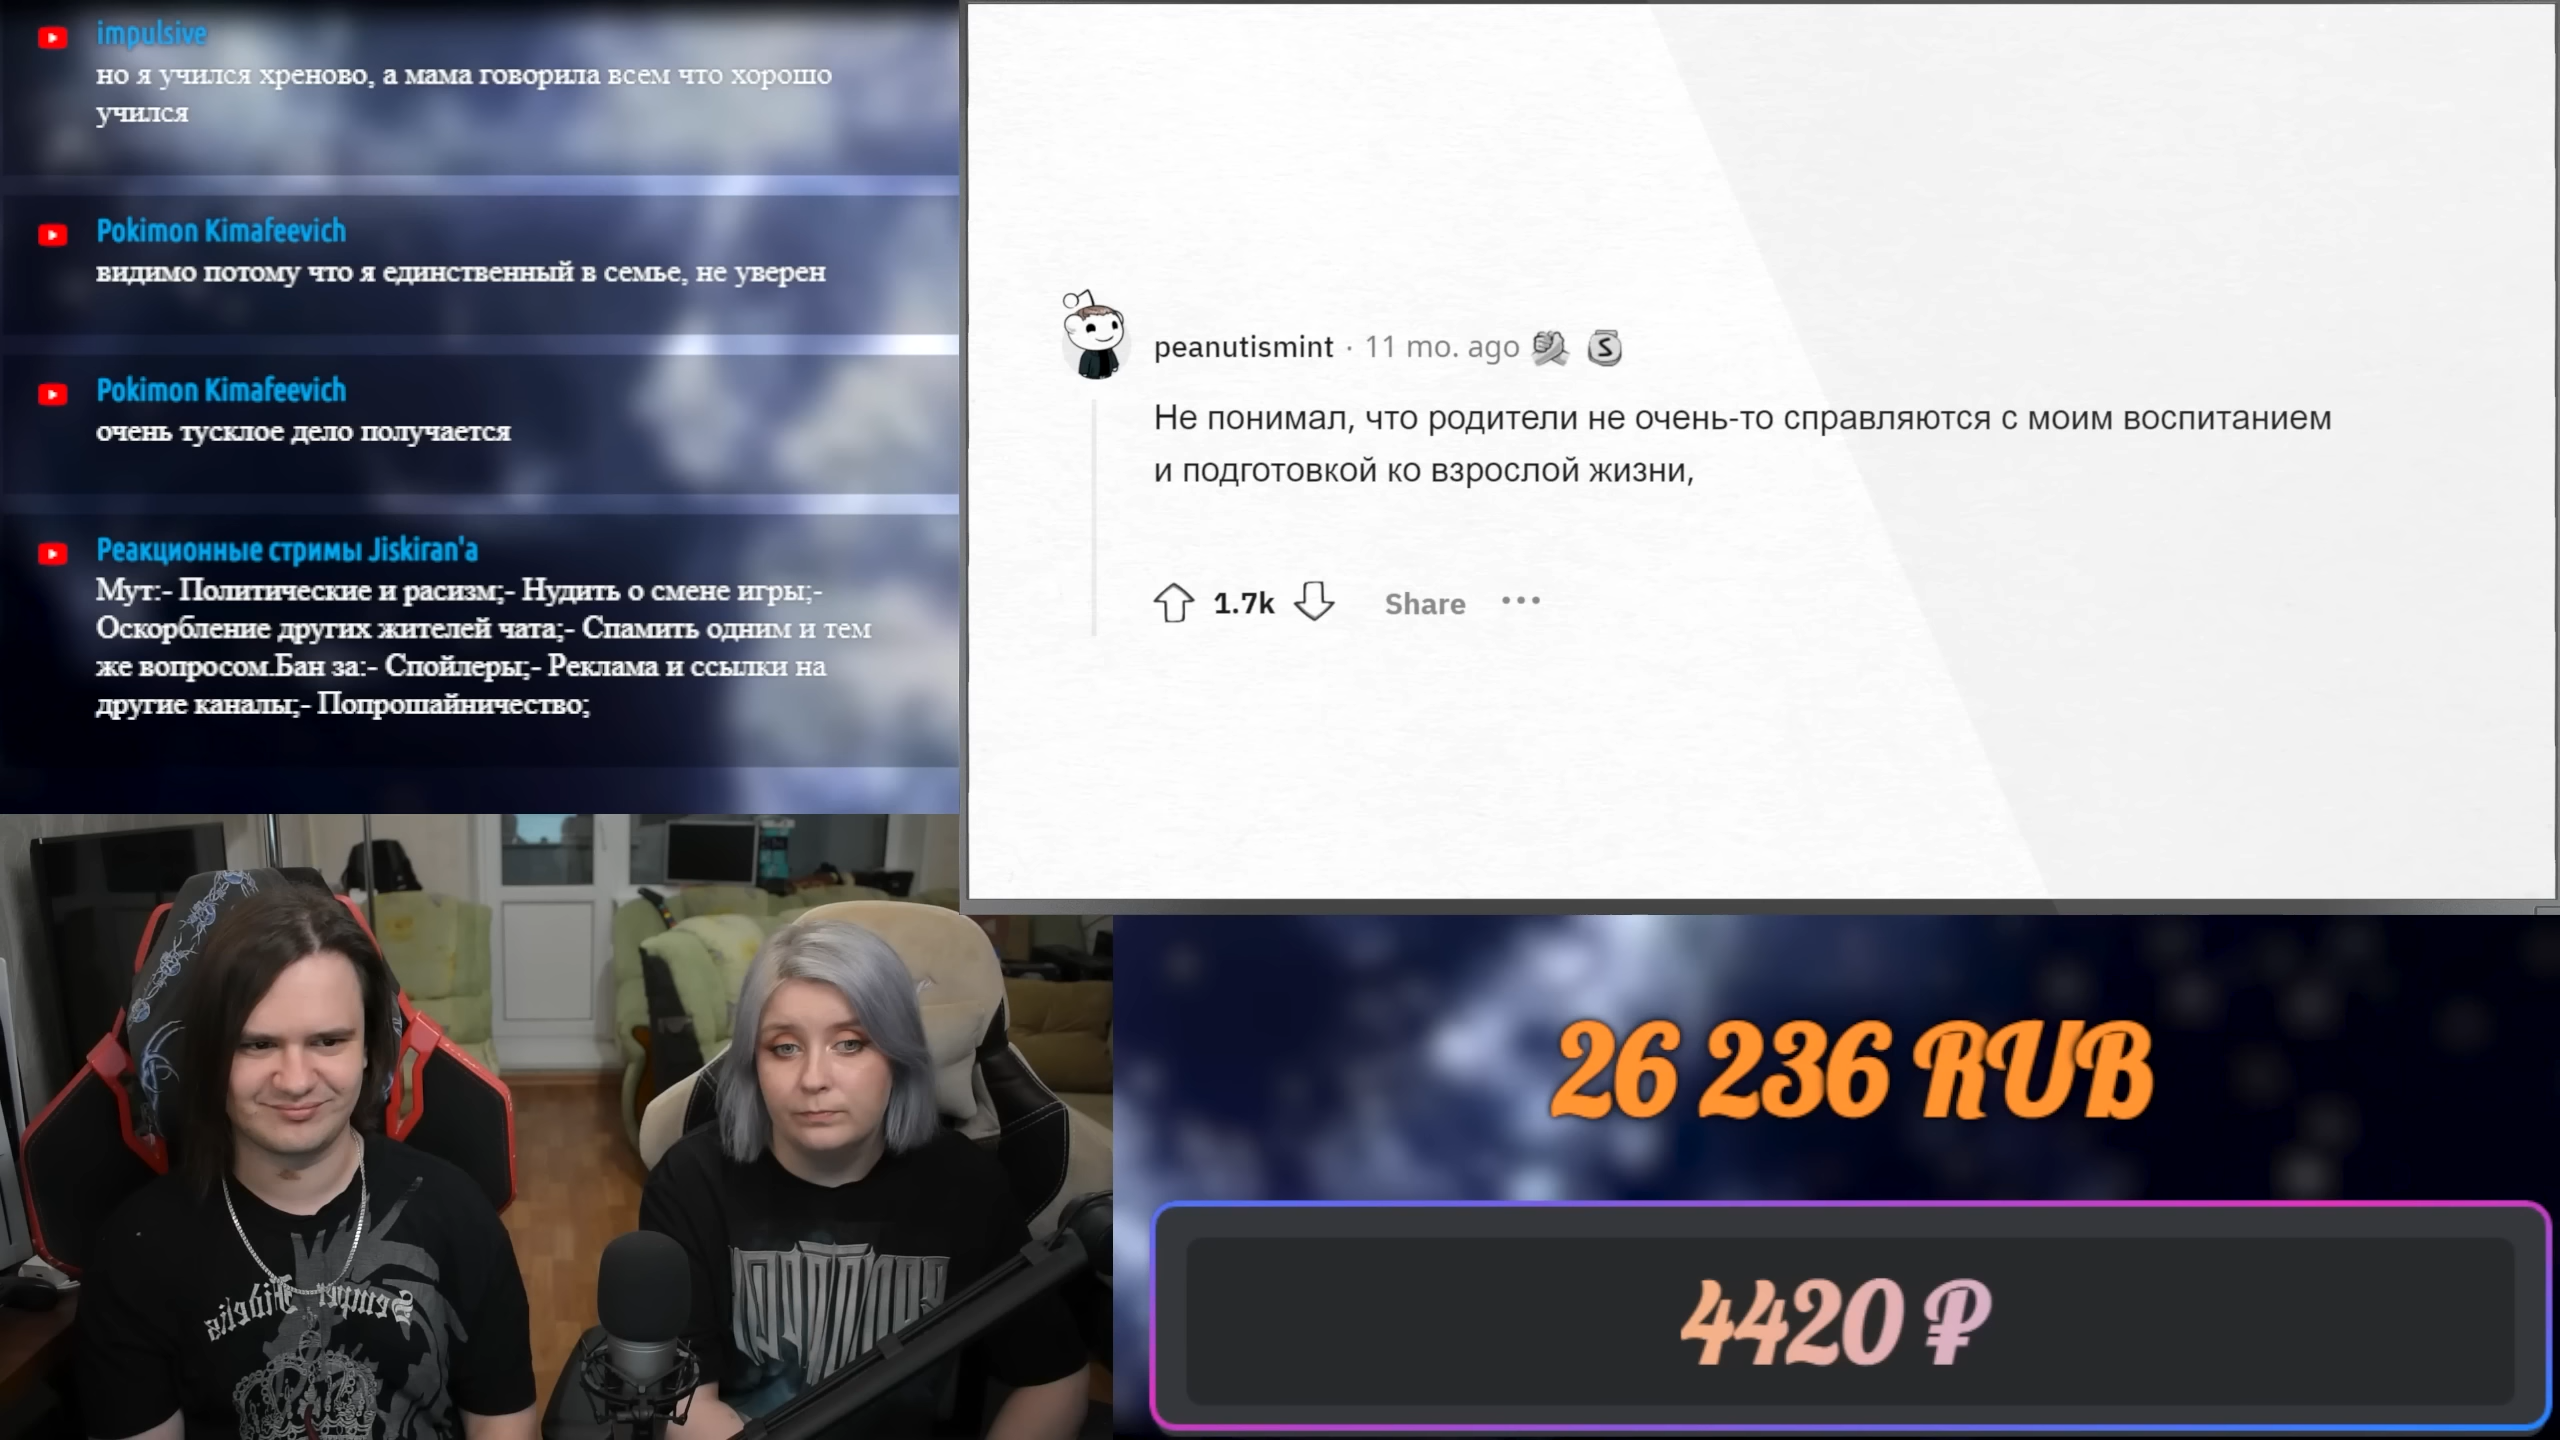 impulsive
но я учился хреново, а мама говорила всем что хорошо
учился
Pokimon Kimafeevich
видимо потому что я единственный в семье, не уверен
Pokimon Kimafeevich
очень тусклое дело получается
Реакционные стримы Jiskiran'a
Мут:- Политические и расизм;- Нудить о смене игры;-
Оскорбление других жителей чата;- Спамить одним и тем
же вопросом.Бан за:- Спойлеры;- Реклама и ссылки на
другие каналы;- Попрошайничество;
peanutismint · 11 mo. ago
Не понимал, что родители не очень-то справляются с моим воспитанием
и подготовкой ко взрослой жизни,
1.7k Share ...
26 236 RUB
4420 ₽
Semper Fidelis